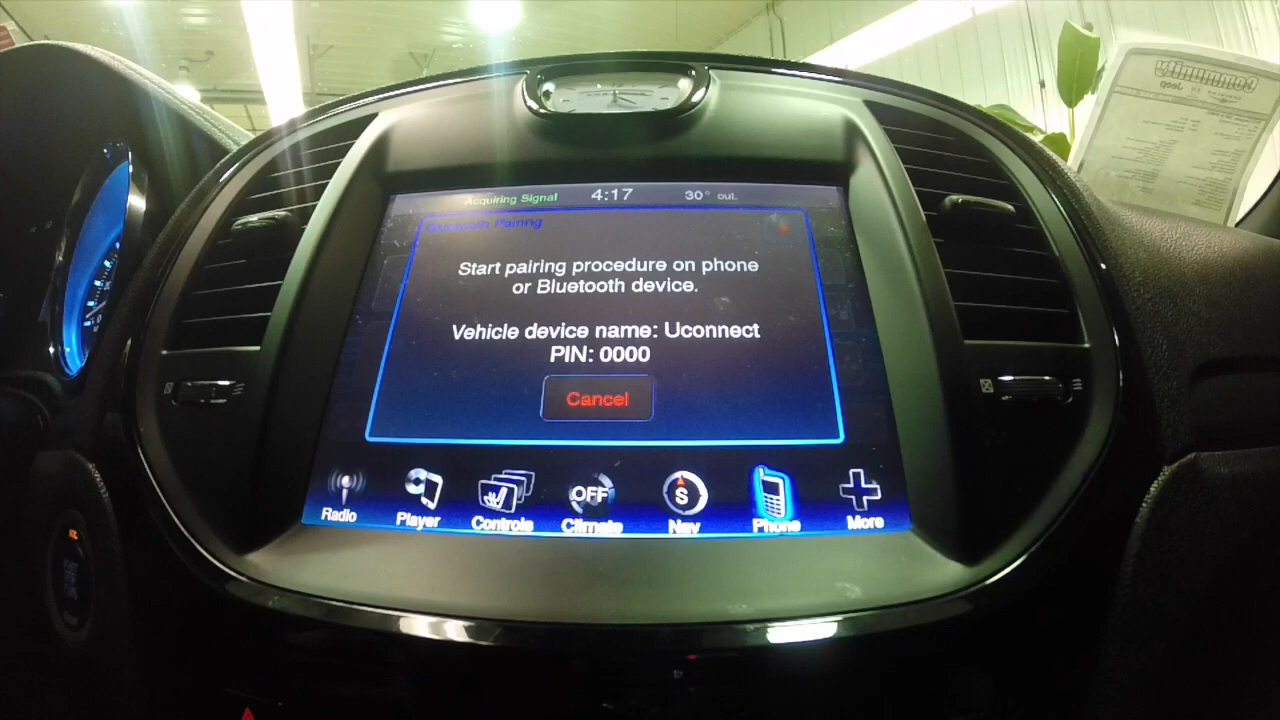 Acquiring Signal 4:17 30° out.
Bluetooth Pairing
Start pairing procedure on phone
or Bluetooth device.
Vehicle device name: Uconnect
PIN: 0000
Cancel
OFF S
Radio Player Controls Climate Nav Phone More
Jeep